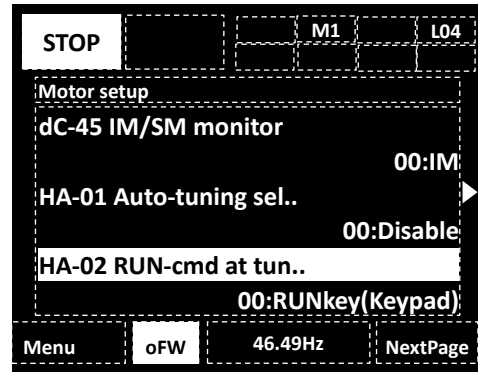 STOP M1 L04
Motor setup
dC-45 IM/SM monitor
00:IM
HA-01 Auto-tuning sel..
00:Disable
HA-02 RUN-cmd at tun..
00:RUNkey(Keypad)
Menu oFW 46.49Hz NextPage